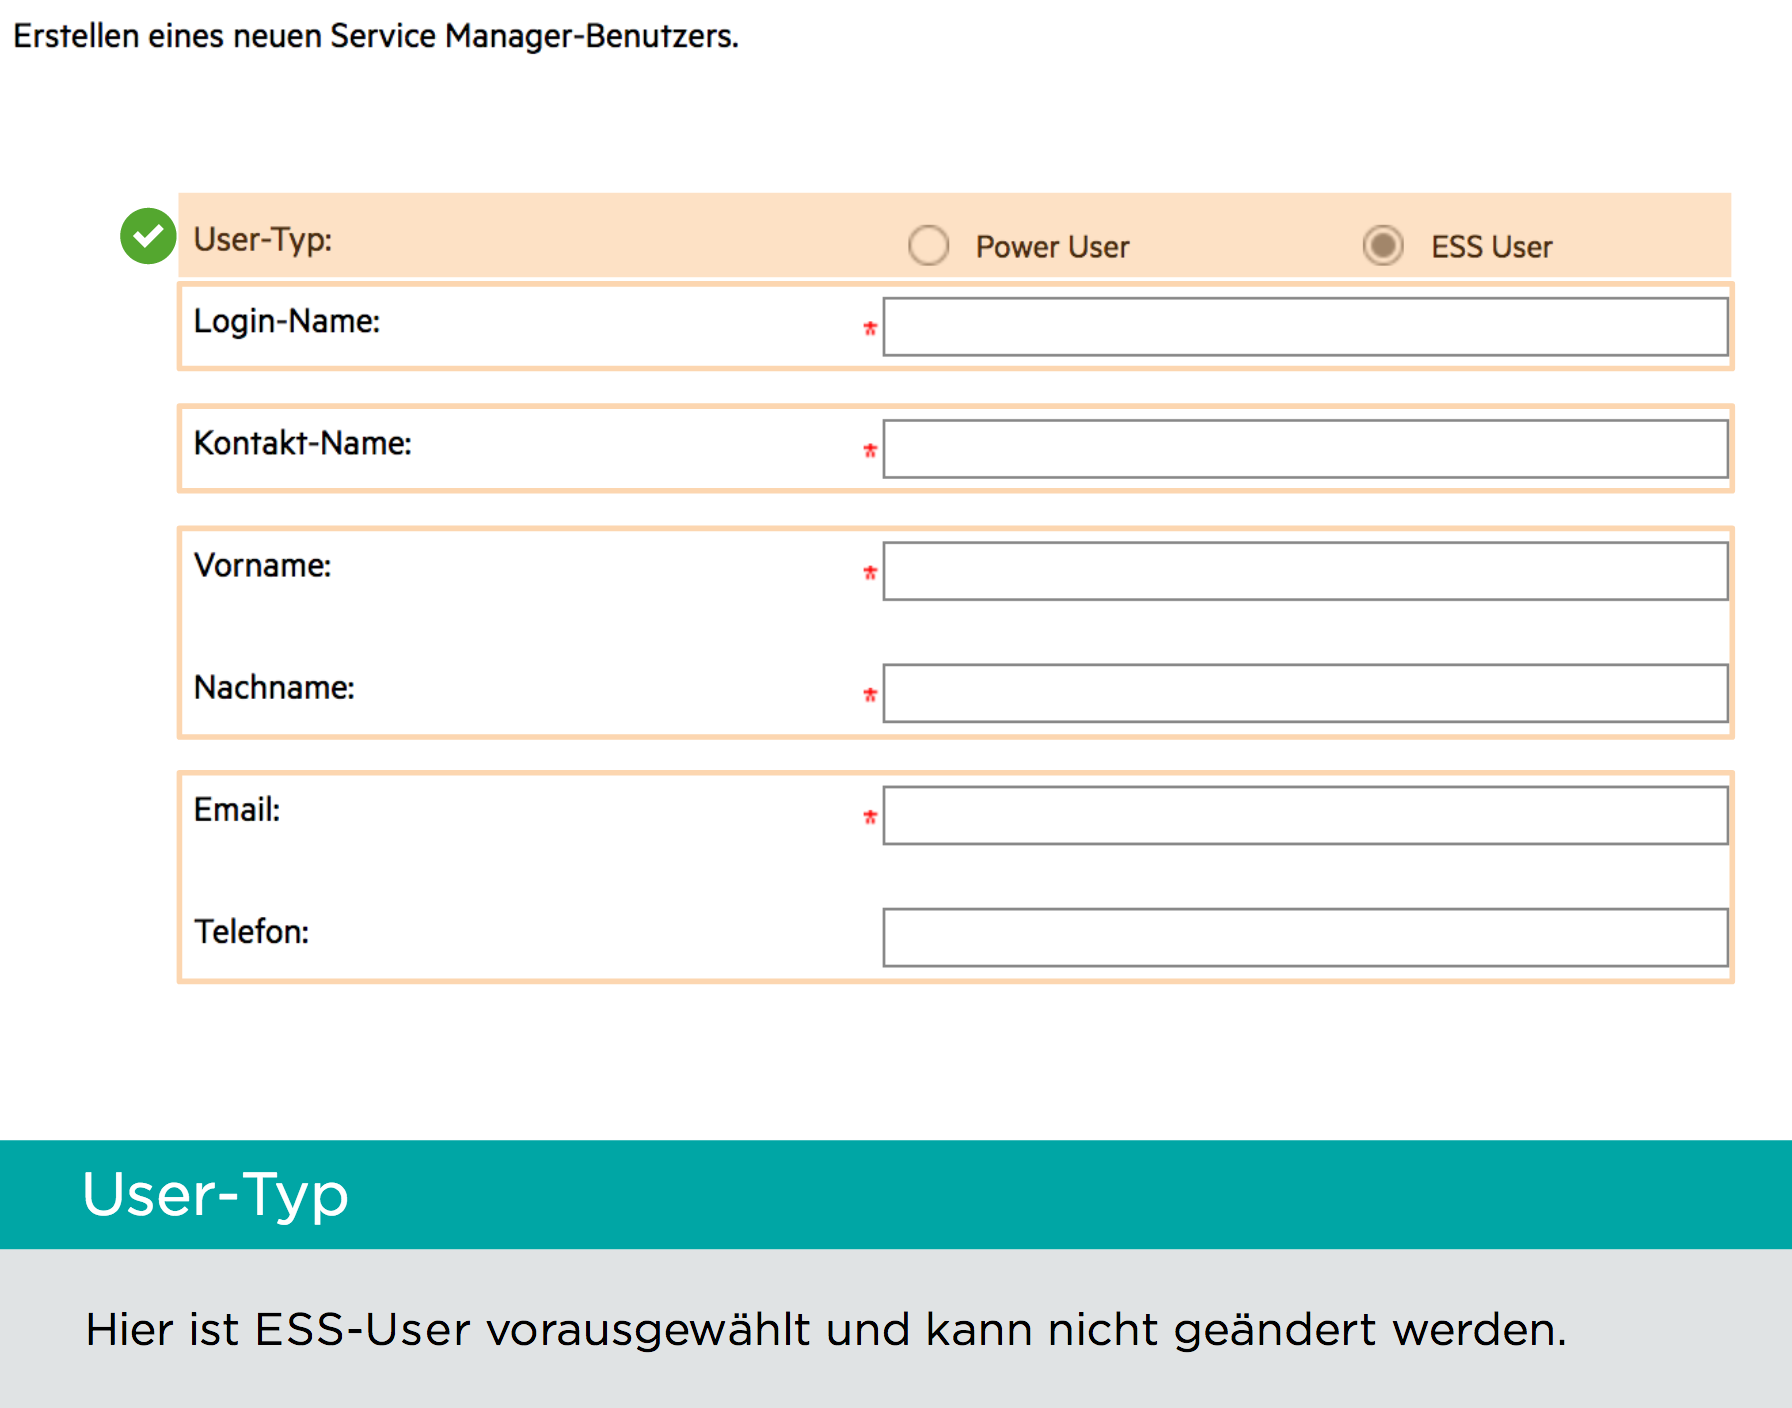 Erstellen eines neuen Service Manager-Benutzers.
User-Typ: Power User ESS User
Login-Name: *
Kontakt-Name: *
Vorname: *
Nachname: *
Email: *
Telefon:
User-Typ
Hier ist ESS-User vorausgewählt und kann nicht geändert werden.